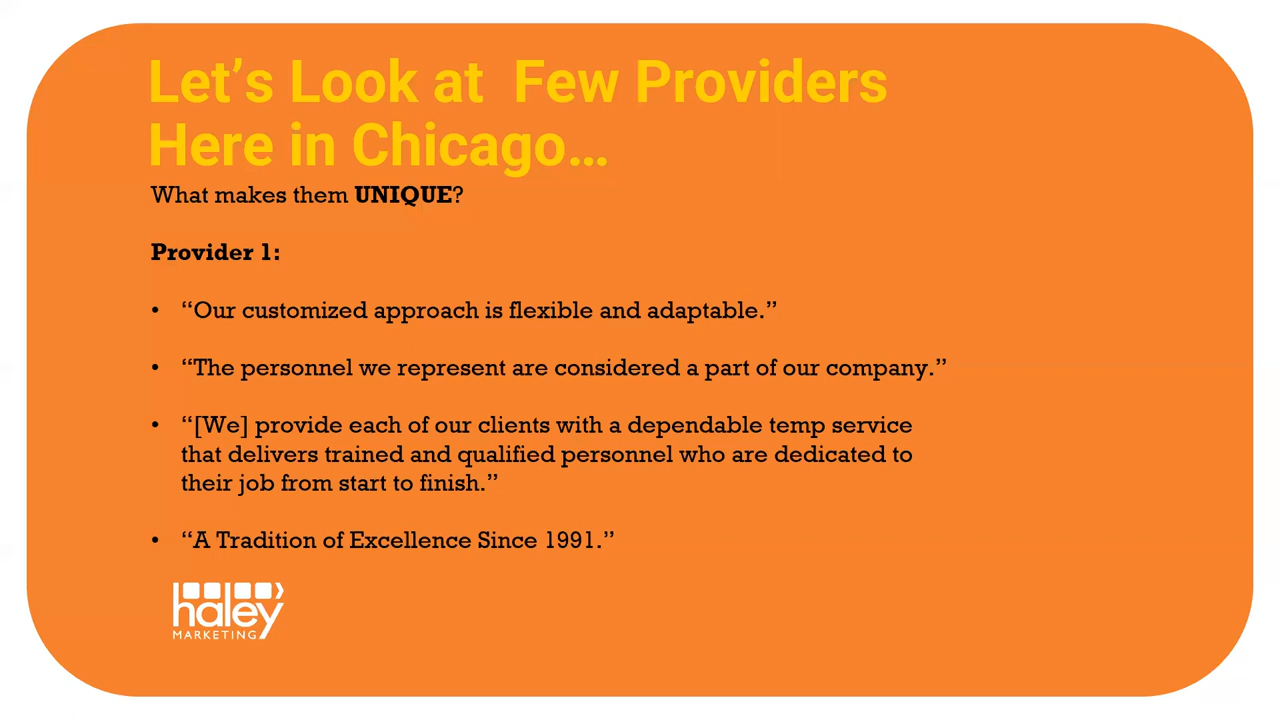 Let’s Look at  Few Providers
Here in Chicago…
What makes them UNIQUE?
Provider 1:
• “Our customized approach is flexible and adaptable.”
• “The personnel we represent are considered a part of our company.”
• “[We] provide each of our clients with a dependable temp service
that delivers trained and qualified personnel who are dedicated to
their job from start to finish.”
• “A Tradition of Excellence Since 1991.”
haley
MARKETING